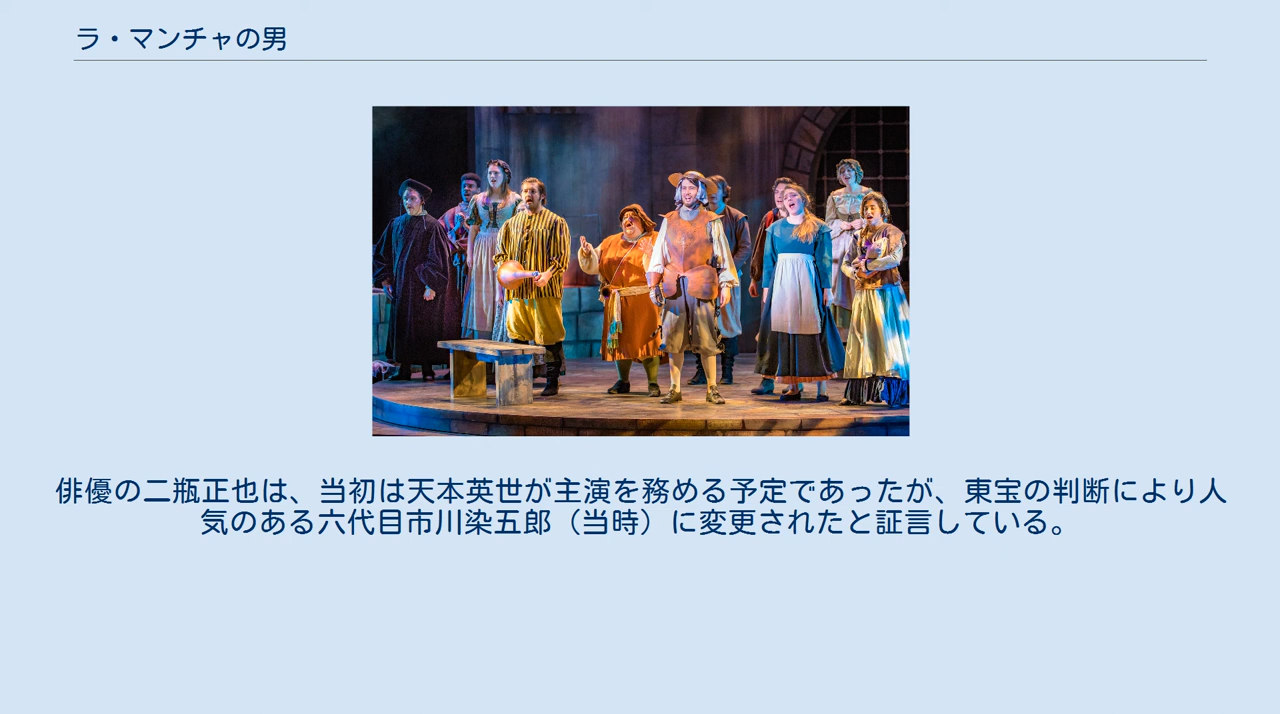 ラ・マンチャの男
俳優の二瓶正也は、当初は天本英世が主演を務める予定であったが、東宝の判断により人
気のある六代目市川染五郎（当時）に変更されたと証言している。